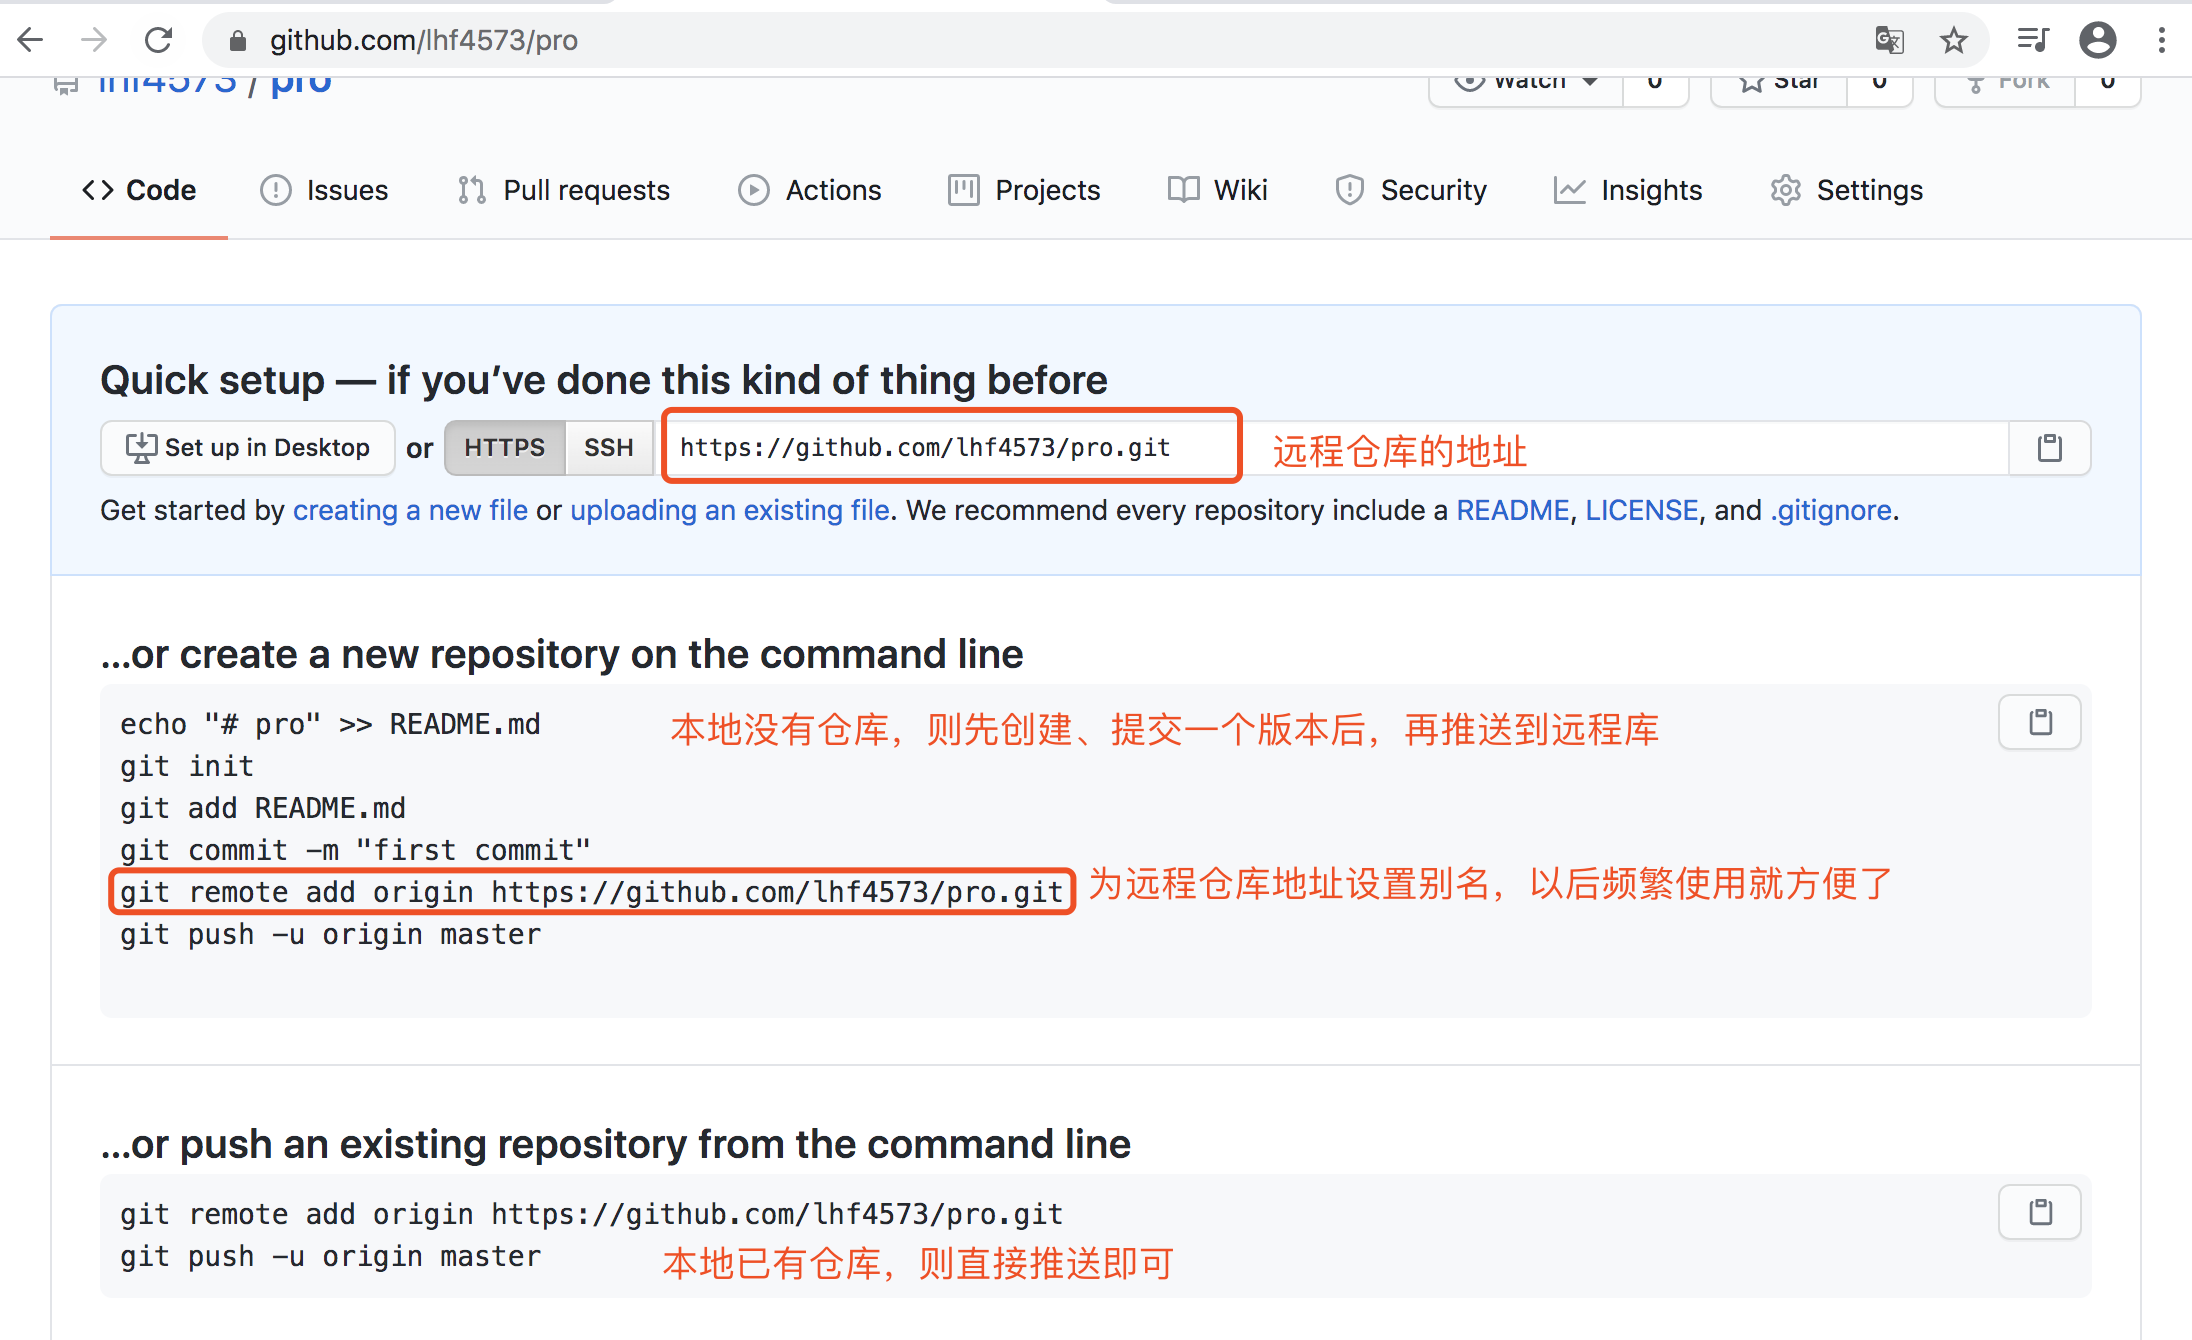 github.com/lhf4573/pro
lhf4573 / pro
Watch 0 Star 0 Fork 0
Code Issues Pull requests Actions Projects Wiki Security Insights Settings
Quick setup — if you’ve done this kind of thing before
Set up in Desktop or HTTPS SSH https://github.com/lhf4573/pro.git 远程仓库的地址
Get started by creating a new file or uploading an existing file. We recommend every repository include a README, LICENSE, and .gitignore.
…or create a new repository on the command line
echo "# pro" >> README.md 本地没有仓库，则先创建、提交一个版本后，再推送到远程库
git init
git add README.md
git commit -m "first commit"
git remote add origin https://github.com/lhf4573/pro.git 为远程仓库地址设置别名，以后频繁使用就方便了
git push -u origin master
…or push an existing repository from the command line
git remote add origin https://github.com/lhf4573/pro.git
git push -u origin master 本地已有仓库，则直接推送即可